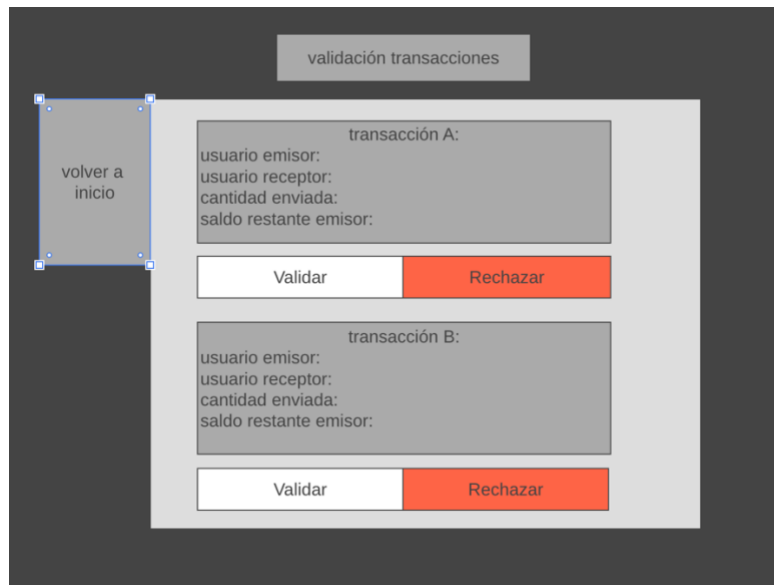 validación transacciones
volver a
inicio
transacción A:
usuario emisor:
usuario receptor:
cantidad enviada:
saldo restante emisor:
Validar
Rechazar
transacción B:
usuario emisor:
usuario receptor:
cantidad enviada:
saldo restante emisor:
Validar
Rechazar